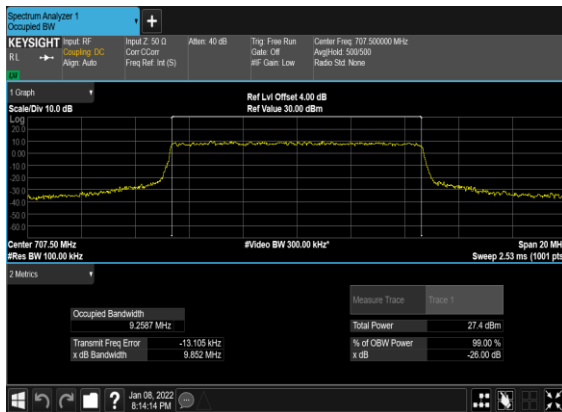 Spectrum Analyzer 1
Occupied BW
KEYSIGHT Input: RF Input Z: 50 Ω Atten: 40 dB Trig: Free Run Center Freq: 707.500000 MHz
RL Coupling: DC Corr CCorr Gate: Off Avg|Hold: 500/500
Align: Auto Freq Ref: Int (S) #IF Gain: Low Radio Std: None
1 Graph
Ref Lvl Offset 4.00 dB
Scale/Div 10.0 dB Ref Value 30.00 dBm
Log
20.0
10.0
0.00
-10.0
-20.0
-30.0
-40.0
-50.0
-60.0
Center 707.50 MHz #Video BW 300.00 kHz* Span 20 MH
#Res BW 100.00 kHz Sweep 2.53 ms (1001 pts
2 Metrics
Measure Trace Trace 1
Occupied Bandwidth
9.2587 MHz
Total Power 27.4 dBm
Transmit Freq Error -13.105 kHz % of OBW Power 99.00 %
x dB Bandwidth 9.852 MHz x dB -26.00 dB
? Jan 08, 2022
8:14:14 PM